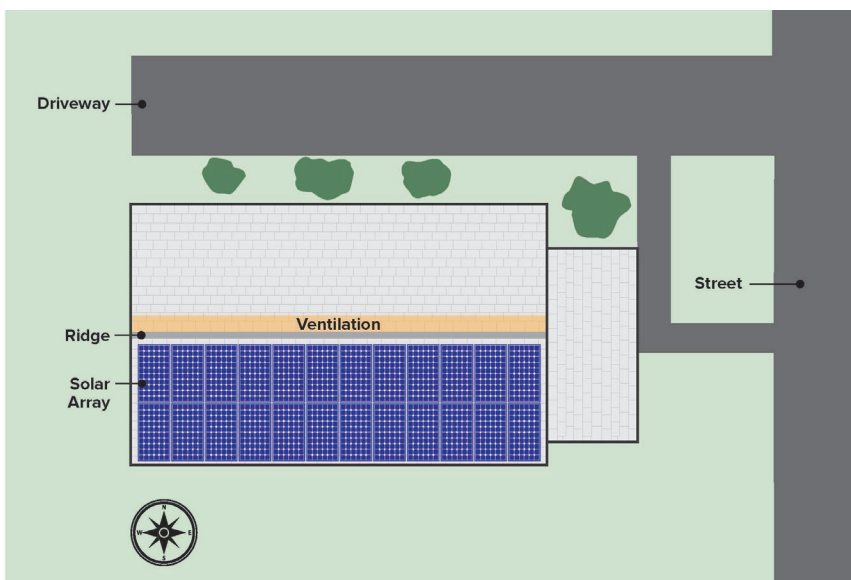 Driveway
Street
Ventilation
Ridge
Solar
Array
N
W
E
S